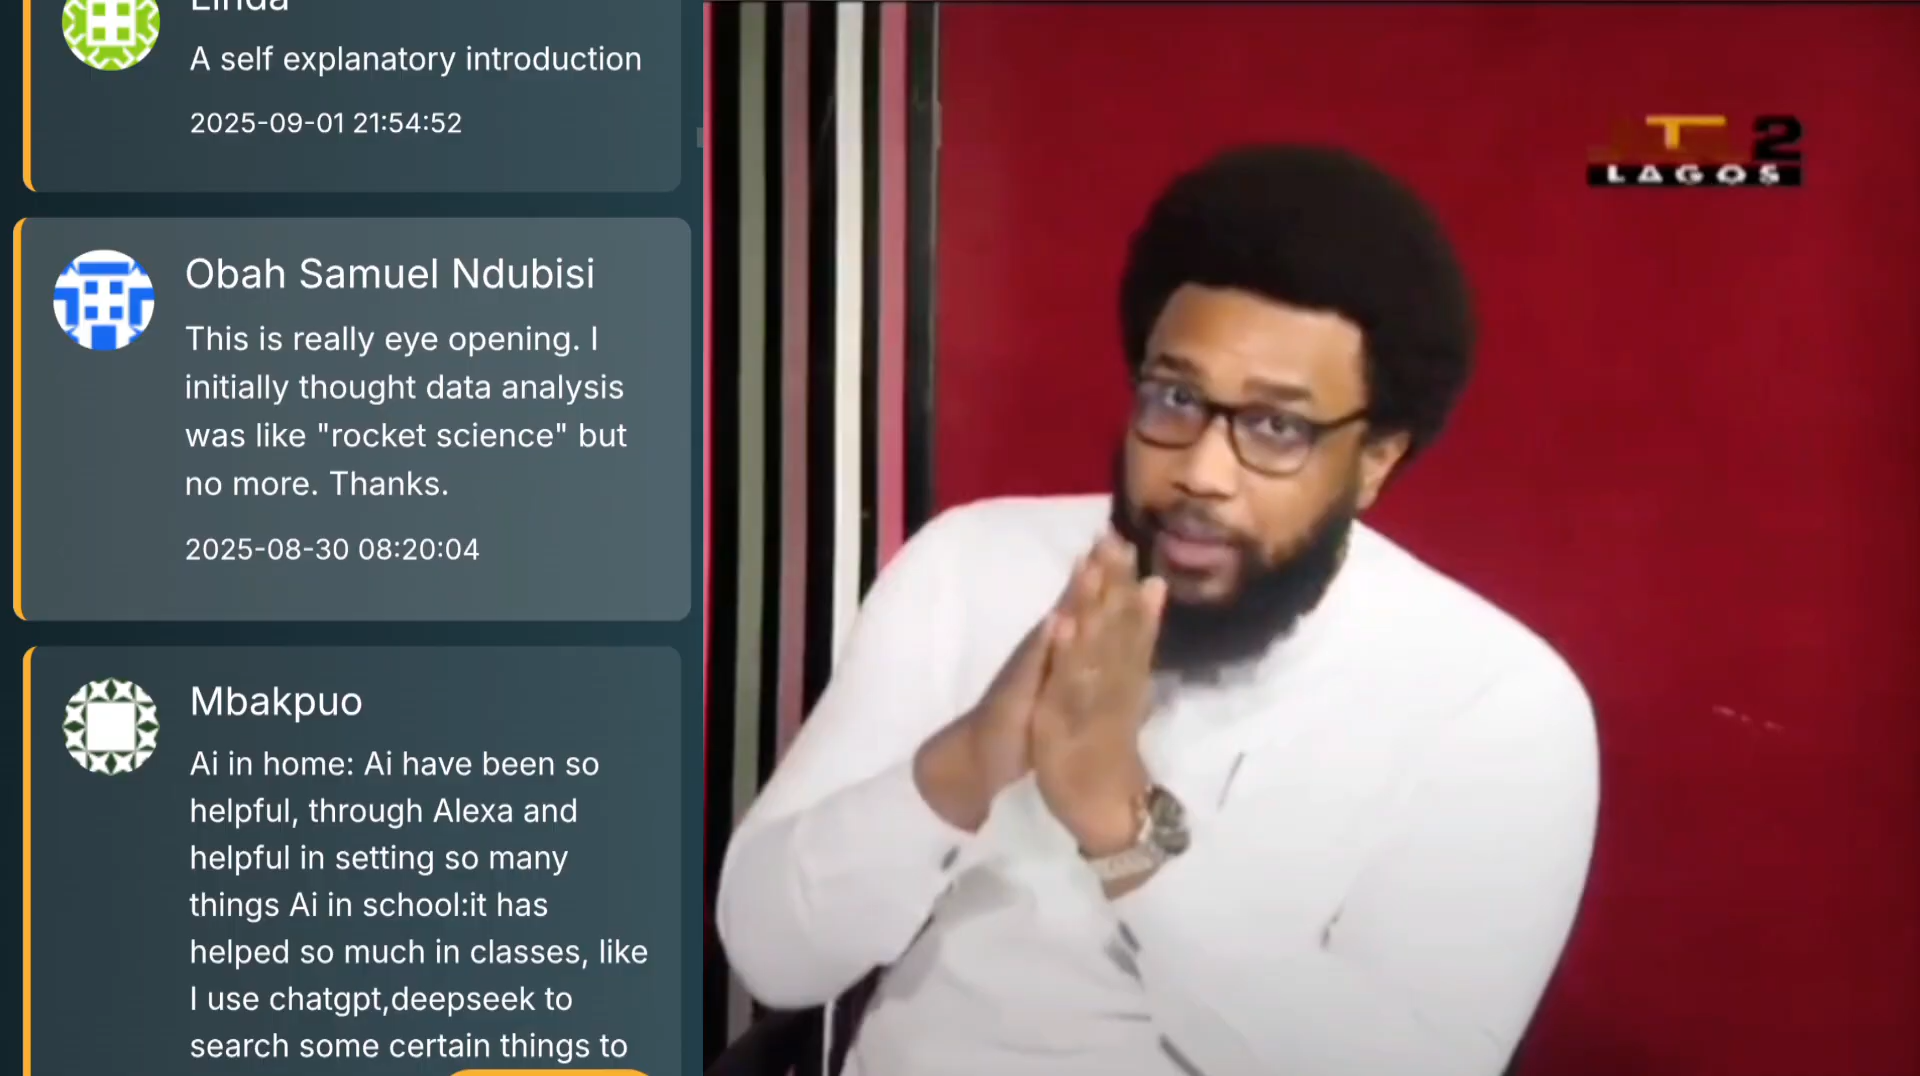 Linda
A self explanatory introduction
2025-09-01 21:54:52
Obah Samuel Ndubisi
This is really eye opening. I
initially thought data analysis
was like "rocket science" but
no more. Thanks.
2025-08-30 08:20:04
Mbakpuo
Ai in home: Ai have been so
helpful, through Alexa and
helpful in setting so many
things Ai in school:it has
helped so much in classes, like
I use chatgpt,deepseek to
search some certain things to
T 2
LAGOS